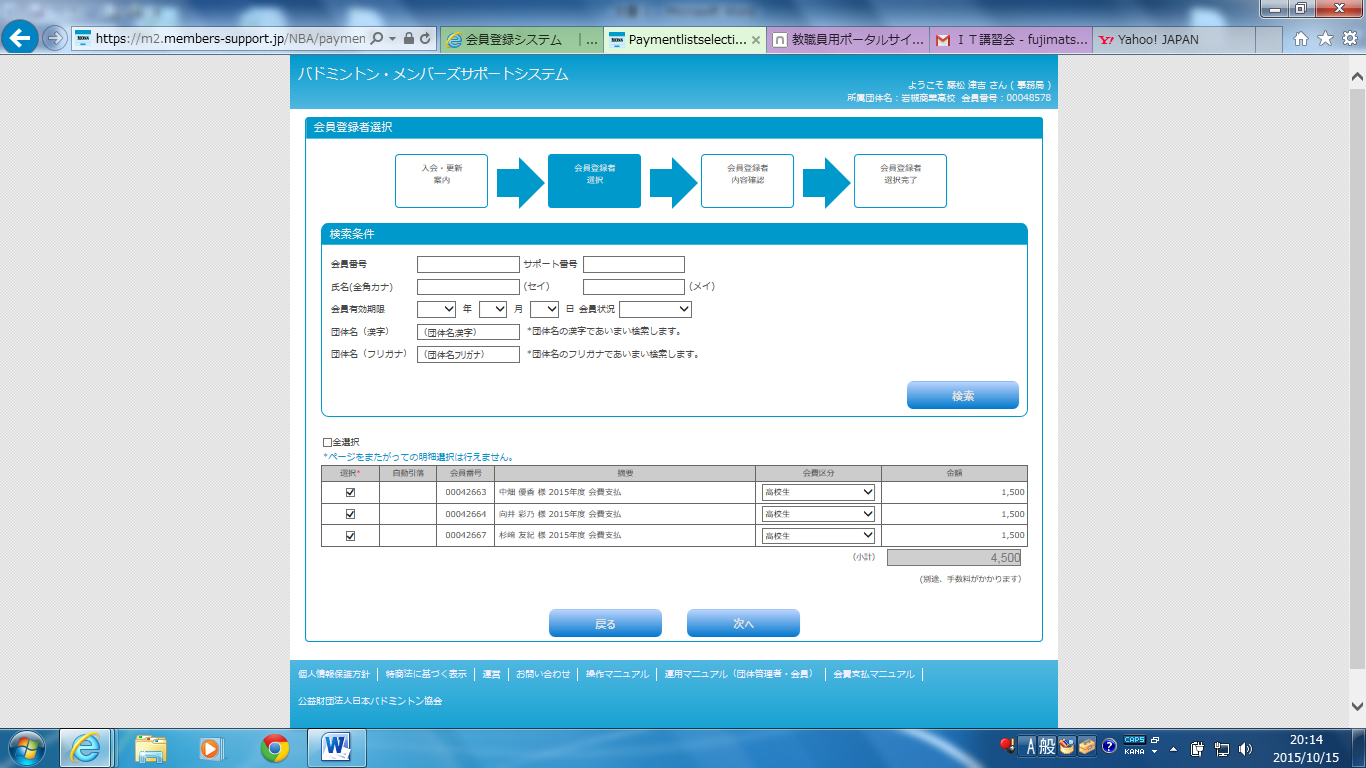 https://m2.members-support.jp/NBA/paymen
会員登録システム | ...
Paymentlistselecti... ×
教職員用ポータルサイ...
ＩＴ講習会 - fujimats...
Yahoo! JAPAN
バドミントン・メンバーズサポートシステム
ようこそ 藤松 津吉 さん ( 事務局 )
所属団体名：岩槻商業高校 会員番号：00048578
会員登録者選択
入会・更新
案内
会員登録者
選択
会員登録者
内容確認
会員登録者
選択完了
検索条件
会員番号 サポート番号
氏名(全角カナ) （セイ） （メイ）
会員有効期限 年 月 日 会員状況
団体名（漢字） （団体名漢字） *団体名の漢字であいまい検索します。
団体名（フリガナ） （団体名フリガナ） *団体名のフリガナであいまい検索します。
検索
全選択
*ページをまたがっての明細選択は行えません。
選択* 自動引落 会員番号 摘要 会費区分 金額
00042663 中畑 優香 様 2015年度 会費支払 高校生 1,500
00042664 向井 彩乃 様 2015年度 会費支払 高校生 1,500
00042667 杉﨑 友紀 様 2015年度 会費支払 高校生 1,500
（小計） 4,500
（別途、手数料がかかります）
戻る 次へ
個人情報保護方針 | 特商法に基づく表示 | 運営 | お問い合わせ | 操作マニュアル | 運用マニュアル（団体管理者・会員） | 会費支払マニュアル |
公益財団法人日本バドミントン協会
A 般 CAPS KANA
20:14
2015/10/15